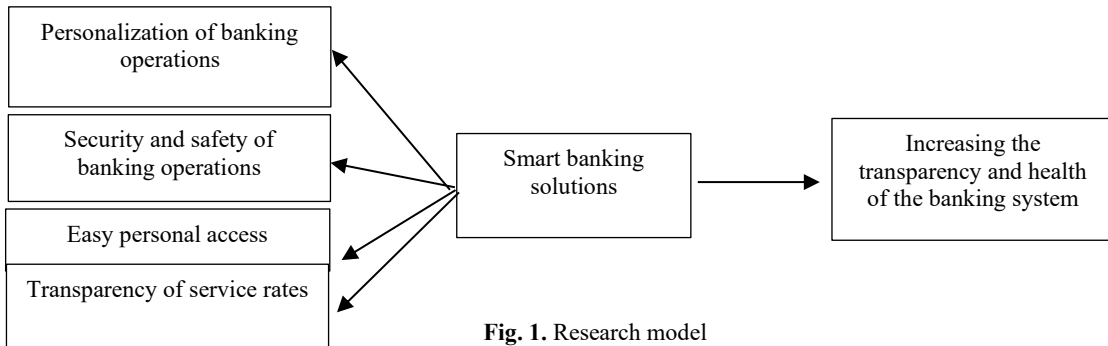 Personalization of banking
operations
Security and safety of
banking operations
Easy personal access
Transparency of service rates
Smart banking
solutions
Increasing the
transparency and health
of the banking system
Fig. 1. Research model